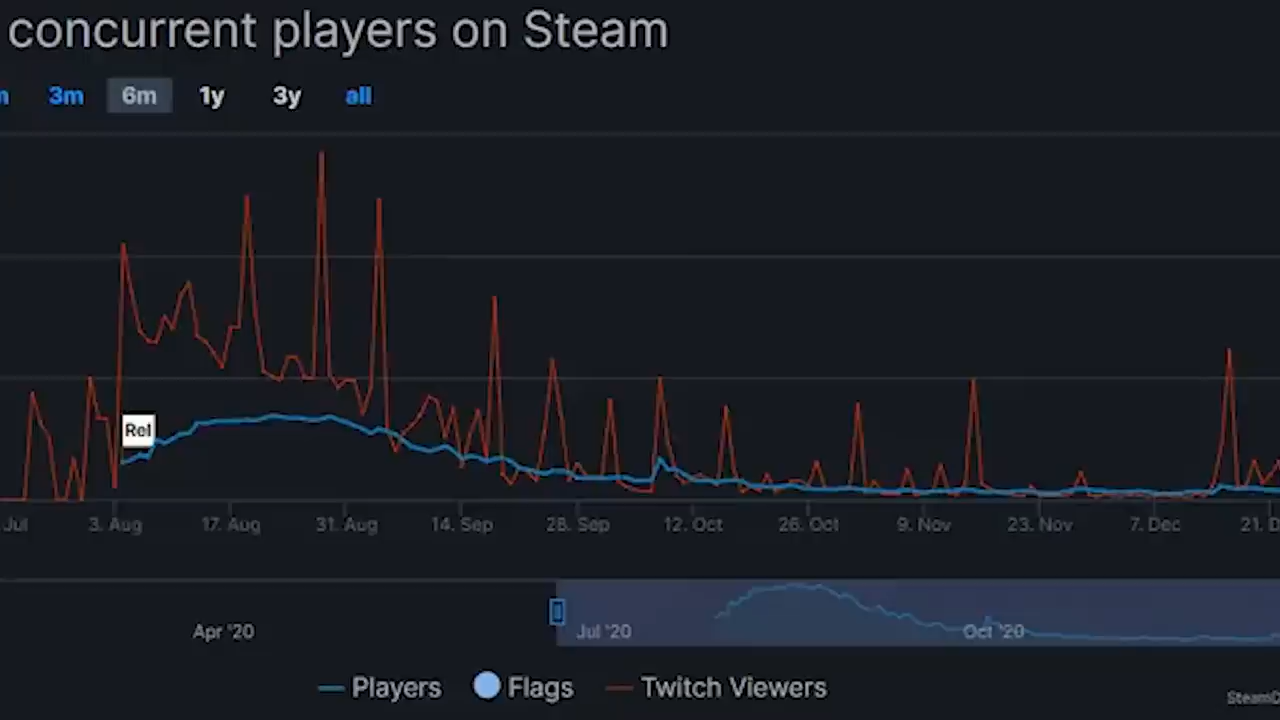 concurrent players on Steam
3m 6m 1y 3y all
Rel
Jul 3. Aug 17. Aug 31. Aug 14. Sep 28. Sep 12. Oct 26. Oct 9. Nov 23. Nov 7. Dec 21. D
Apr '20 Jul '20 Oct '20
Players Flags Twitch Viewers